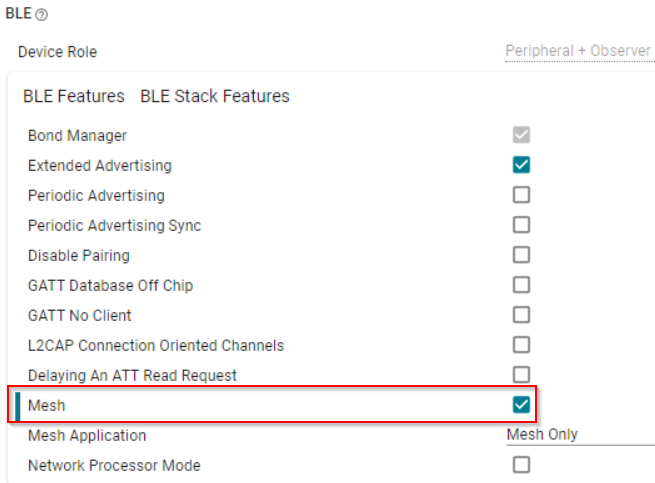 BLE
Device Role Peripheral + Observer
BLE Features BLE Stack Features
Bond Manager
Extended Advertising
Periodic Advertising
Periodic Advertising Sync
Disable Pairing
GATT Database Off Chip
GATT No Client
L2CAP Connection Oriented Channels
Delaying An ATT Read Request
Mesh
Mesh Application Mesh Only
Network Processor Mode